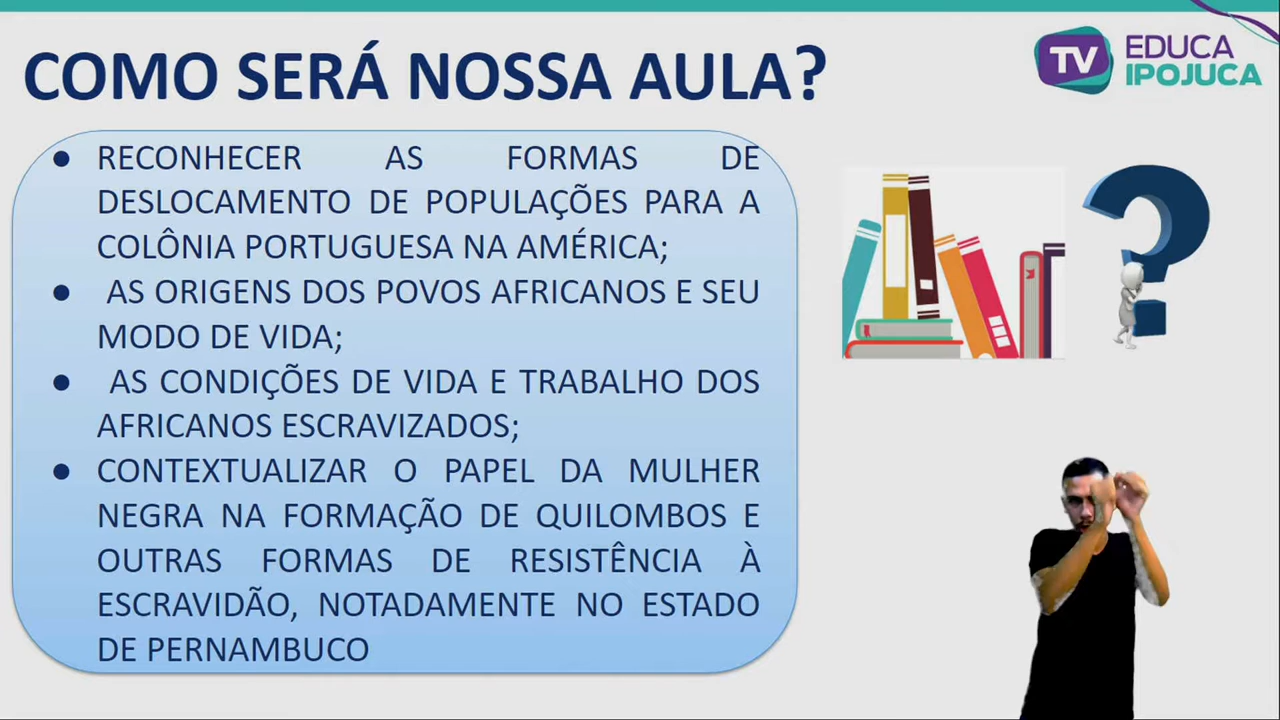 COMO SERÁ NOSSA AULA?
TV EDUCA
IPOJUCA
● RECONHECER AS FORMAS DE
DESLOCAMENTO DE POPULAÇÕES PARA A
COLÔNIA PORTUGUESA NA AMÉRICA;
● AS ORIGENS DOS POVOS AFRICANOS E SEU
MODO DE VIDA;
● AS CONDIÇÕES DE VIDA E TRABALHO DOS
AFRICANOS ESCRAVIZADOS;
● CONTEXTUALIZAR O PAPEL DA MULHER
NEGRA NA FORMAÇÃO DE QUILOMBOS E
OUTRAS FORMAS DE RESISTÊNCIA À
ESCRAVIDÃO, NOTADAMENTE NO ESTADO
DE PERNAMBUCO